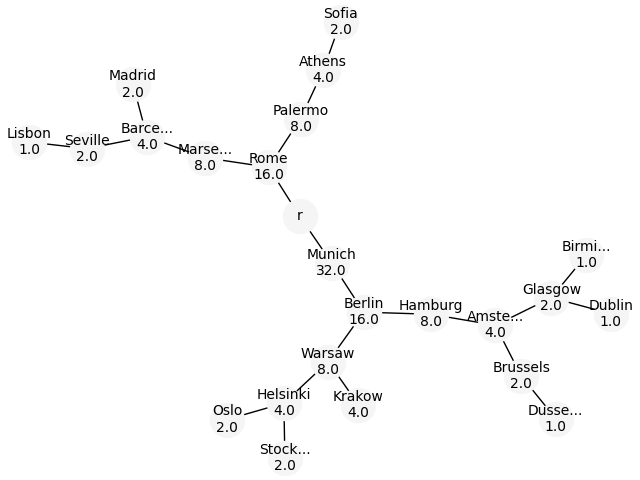 Sofia
2.0
Athens
4.0
Madrid
2.0
Palermo
8.0
Lisbon
1.0
Seville
2.0
Barce...
4.0
Marse...
8.0
Rome
16.0
r
Munich
32.0
Birmi...
1.0
Glasgow
2.0
Dublin
1.0
Berlin
16.0
Hamburg
8.0
Amste...
4.0
Warsaw
8.0
Brussels
2.0
Helsinki
4.0
Krakow
4.0
Oslo
2.0
Dusse...
1.0
Stock...
2.0